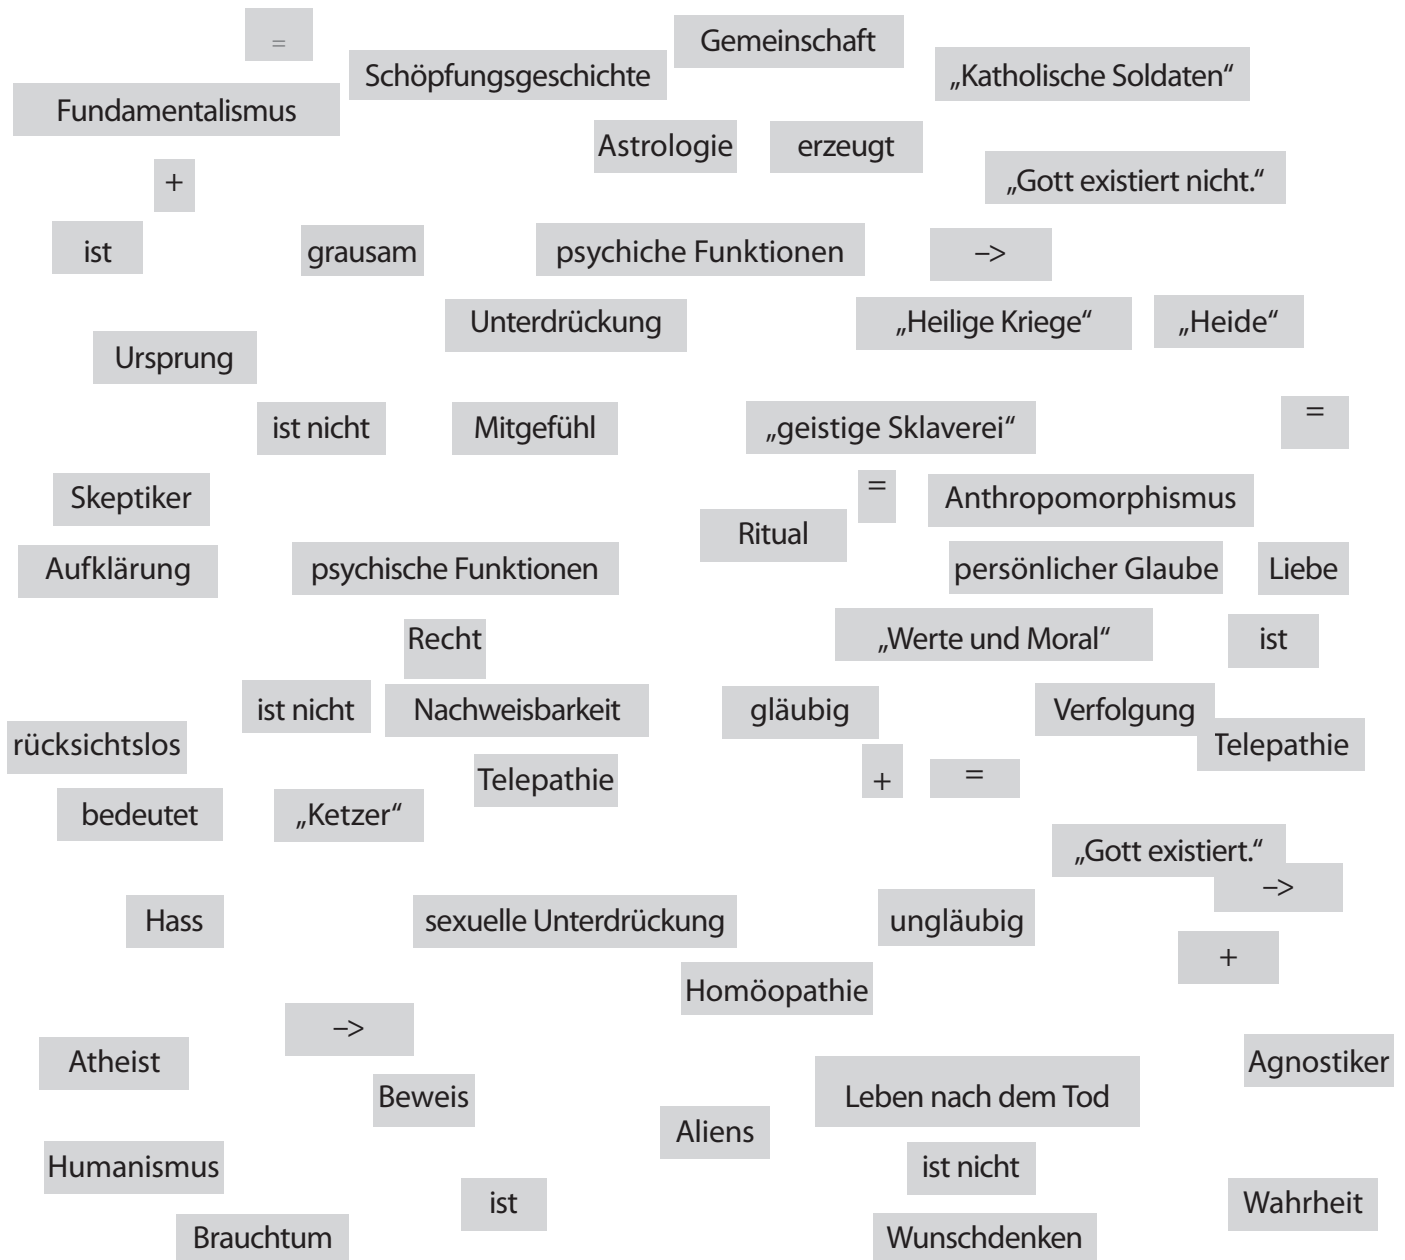 =
Gemeinschaft
Schöpfungsgeschichte
„Katholische Soldaten“
Fundamentalismus
Astrologie
erzeugt
+
„Gott existiert nicht.“
ist
grausam
psychiche Funktionen
–>
Unterdrückung
„Heilige Kriege“
„Heide“
Ursprung
ist nicht
Mitgefühl
„geistige Sklaverei“
=
Skeptiker
=
Anthropomorphismus
Ritual
Aufklärung
psychische Funktionen
persönlicher Glaube
Liebe
Recht
„Werte und Moral“
ist
ist nicht
Nachweisbarkeit
gläubig
Verfolgung
rücksichtslos
Telepathie
Telepathie
+
=
bedeutet
„Ketzer“
„Gott existiert.“
–>
Hass
sexuelle Unterdrückung
ungläubig
+
Homöopathie
–>
Atheist
Agnostiker
Beweis
Leben nach dem Tod
Aliens
Humanismus
ist nicht
ist
Wahrheit
Brauchtum
Wunschdenken